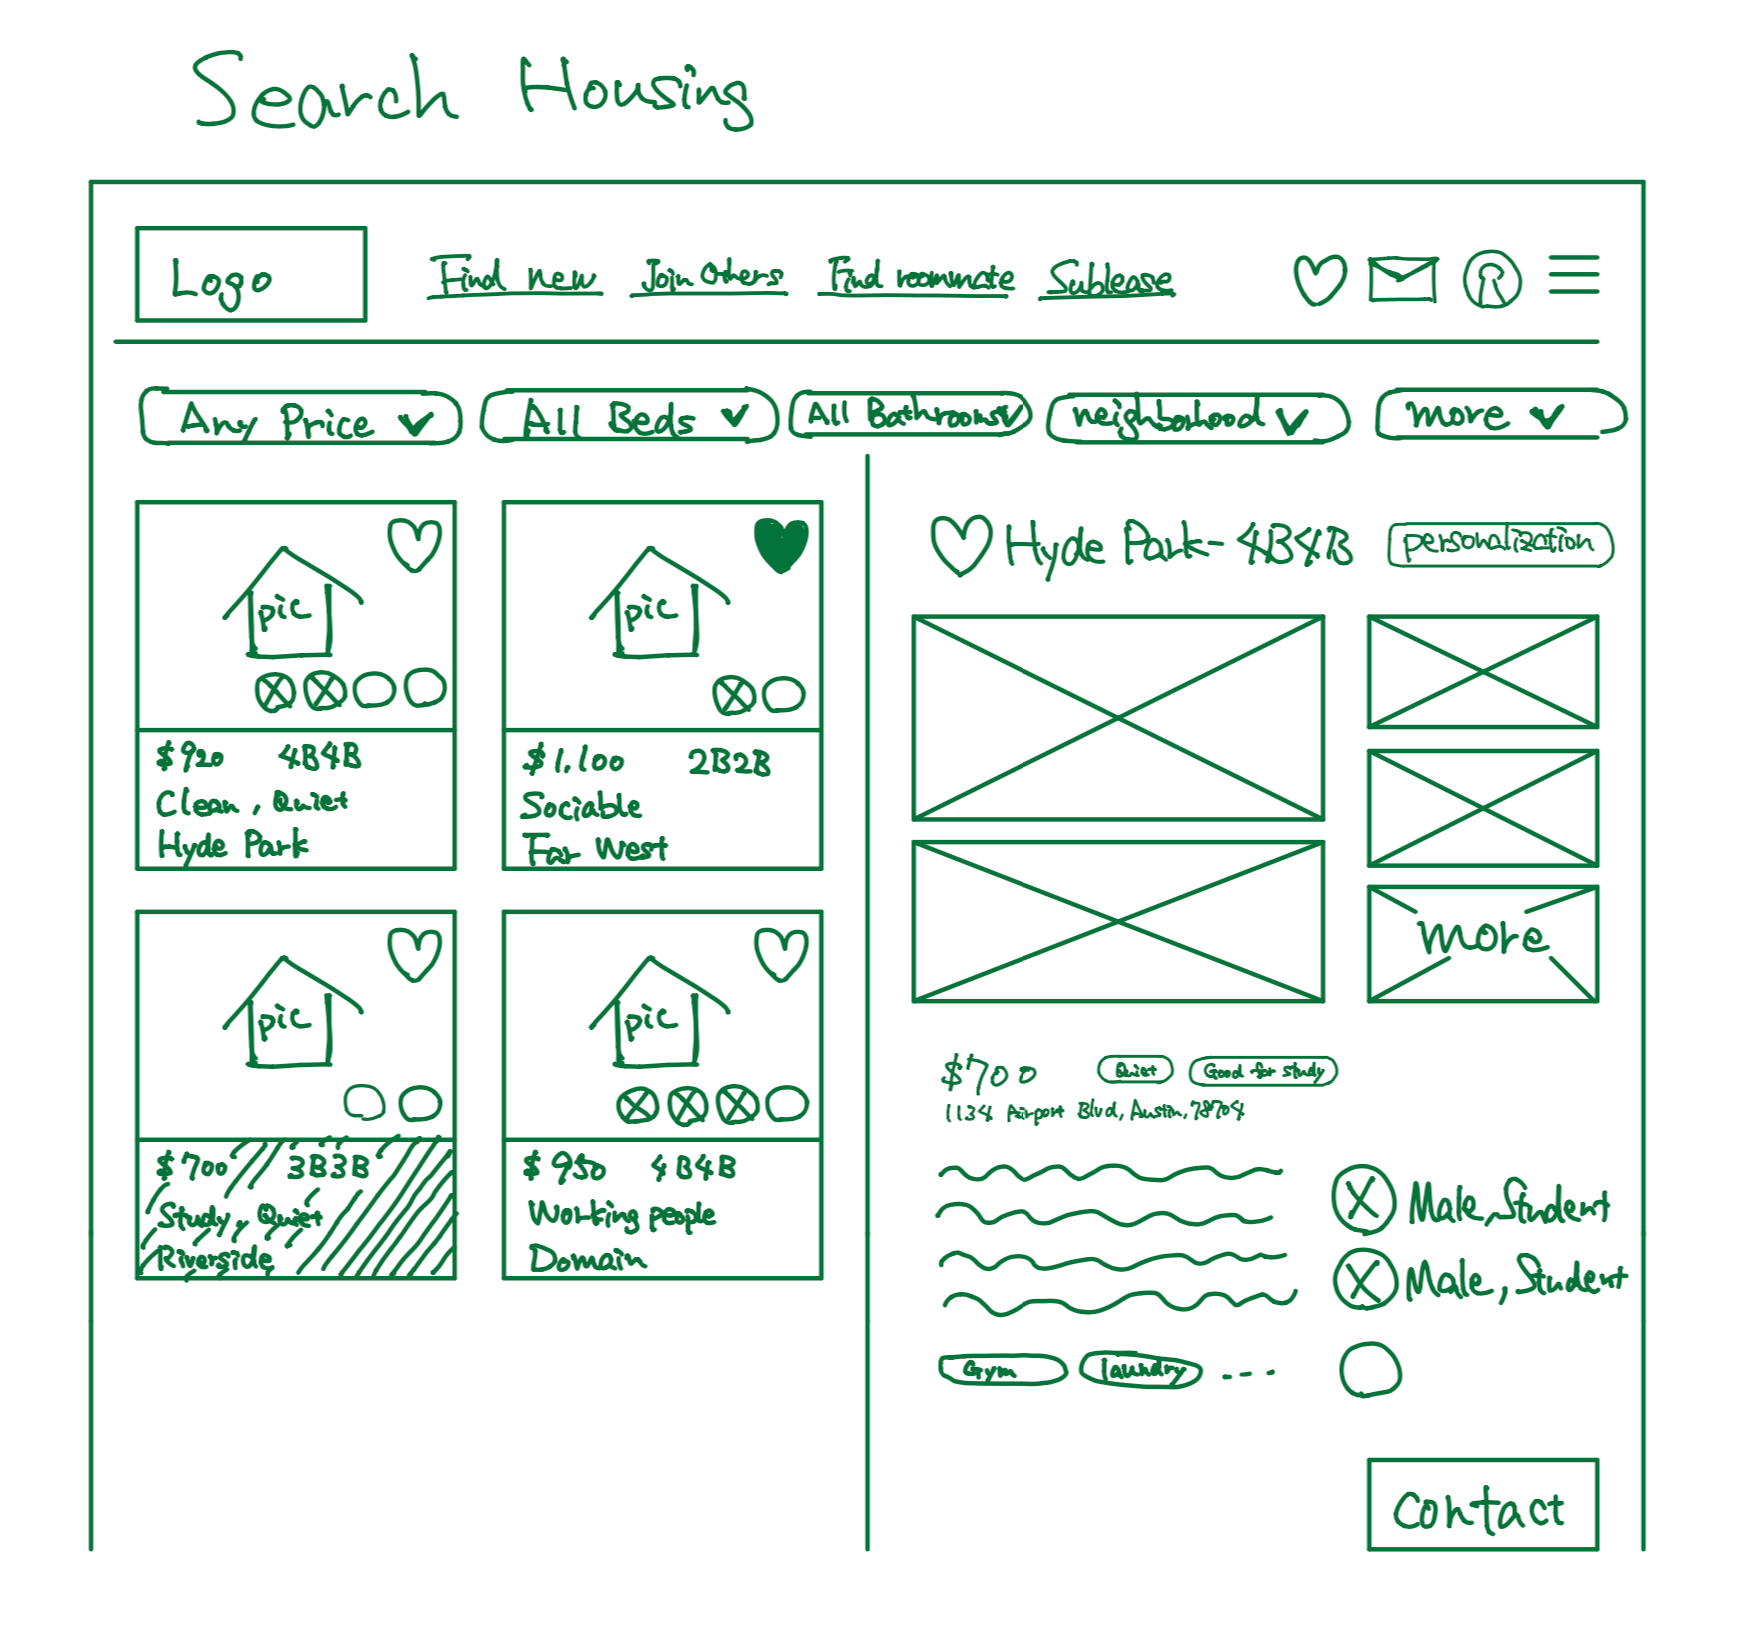 Search Housing
Logo
Find new
Join Others
Find roommate
Sublease
Any Price
All Beds
All Bathrooms
neighborhood
more
pic
$920 4B4B
Clean, Quiet
Hyde Park
pic
$1,100 2B2B
Sociable
Far West
pic
$700 3B3B
Study, Quiet
Riverside
pic
$950 4B4B
Working people
Domain
Hyde Park- 4B4B
personalization
more
$700
Quiet
Good for study
1134 Airport Blvd, Austin, 78704
Male, Student
Male, Student
Gym
laundry
Contact